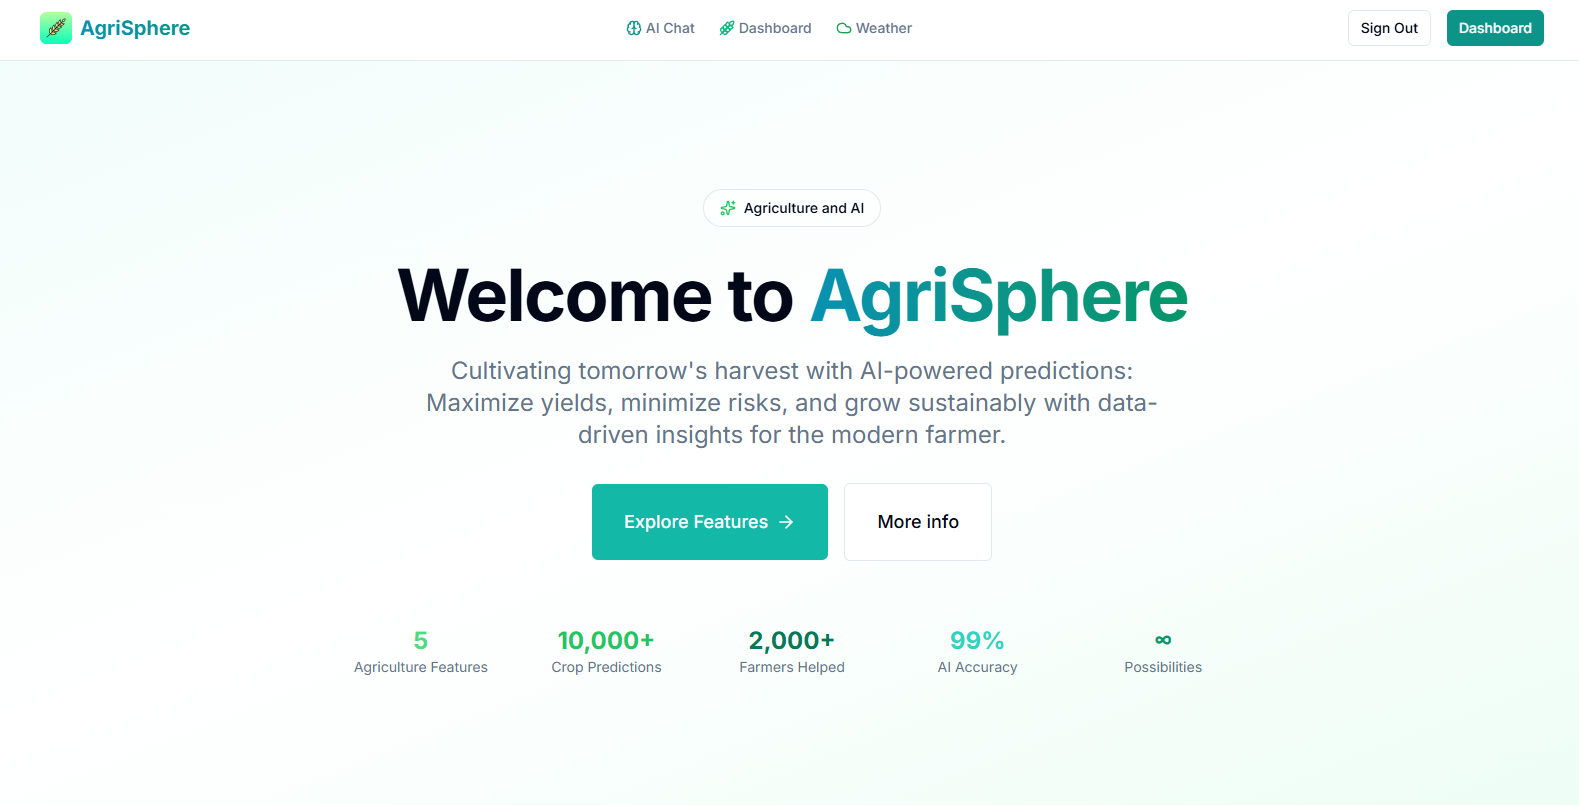 AgriSphere
AI Chat
Dashboard
Weather
Sign Out
Dashboard
Agriculture and AI
Welcome to AgriSphere
Cultivating tomorrow's harvest with AI-powered predictions:
Maximize yields, minimize risks, and grow sustainably with data-
driven insights for the modern farmer.
Explore Features →
More info
5
Agriculture Features
10,000+
Crop Predictions
2,000+
Farmers Helped
99%
AI Accuracy
∞
Possibilities